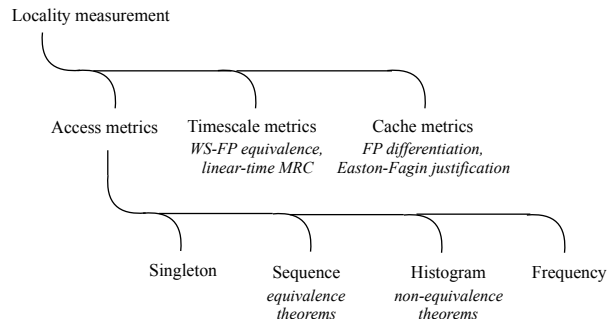 Locality measurement
Access metrics
Timescale metrics
WS-FP equivalence,
linear-time MRC
Cache metrics
FP differentiation,
Easton-Fagin justification
Singleton
Sequence
equivalence
theorems
Histogram
non-equivalence
theorems
Frequency